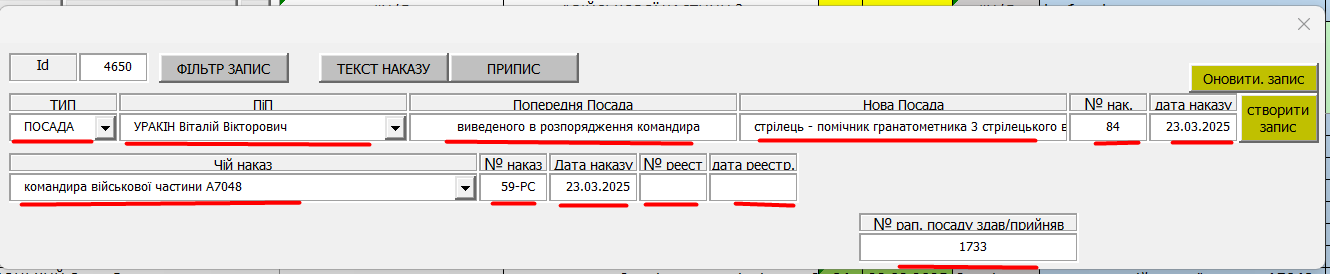 Id 4650 ФІЛЬТР ЗАПИС ТЕКСТ НАКАЗУ ПРИПИС
Оновити. запис
ТИП ПіП Попередня Посада Нова Посада № нак. дата наказу
створити запис
ПОСАДА УРАКІН Віталій Вікторович виведеного в розпорядження командира стрілець - помічник гранатометника 3 стрілецького в 84 23.03.2025
Чій наказ № наказ Дата наказу № реест дата реестр.
командира військової частини А7048 59-РС 23.03.2025
№ рап. посаду здав/прийняв
1733